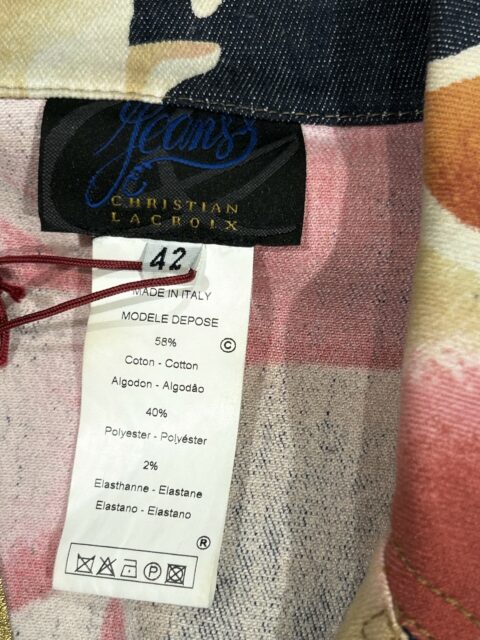 Jeans
CHRISTIAN
LACROIX
42
MADE IN ITALY
MODELE DEPOSE
58%
©
Coton - Cotton
Algodon - Algodão
40%
Polyester - Polyéster
2%
Elasthanne - Elastane
Elastano - Elastano
®
P